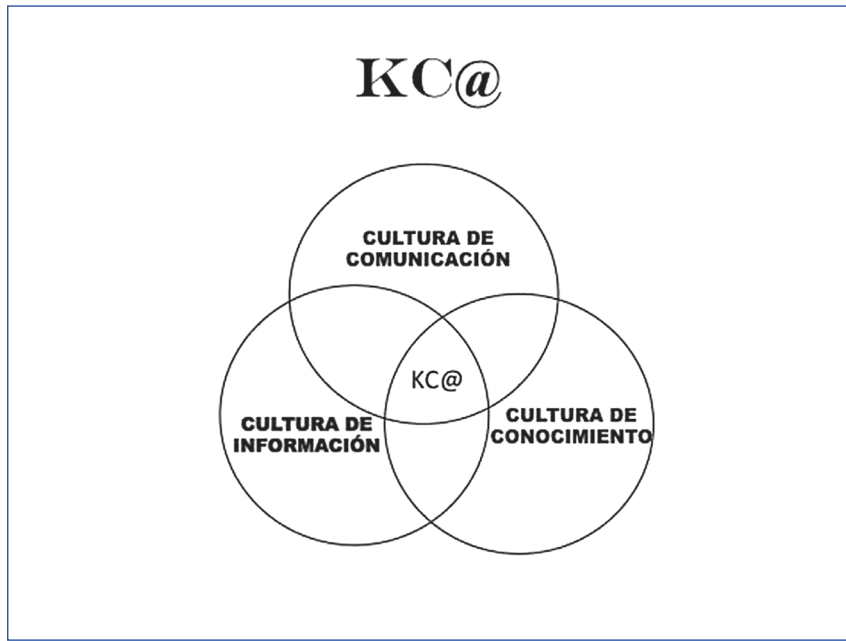 KC@
CULTURA DE
COMUNICACIÓN
KC@
CULTURA DE
INFORMACIÓN
CULTURA DE
CONOCIMIENTO